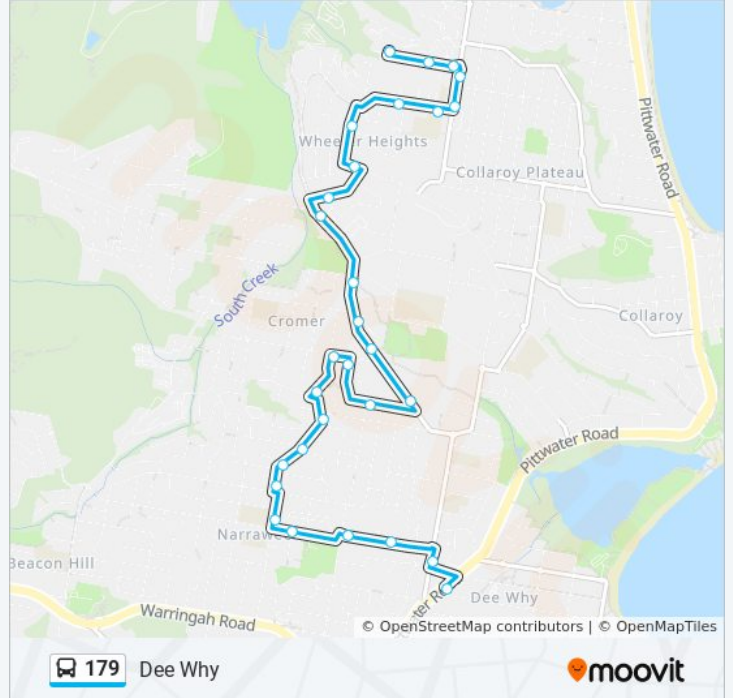 Wheeler Heights
Collaroy Plateau
Pittwater Road
South Creek
Cromer
Collaroy
Pittwater Road
Beacon Hill
Dee Why
Warringah Road
© OpenStreetMap contributors | © OpenMapTiles
179 Dee Why
moovit